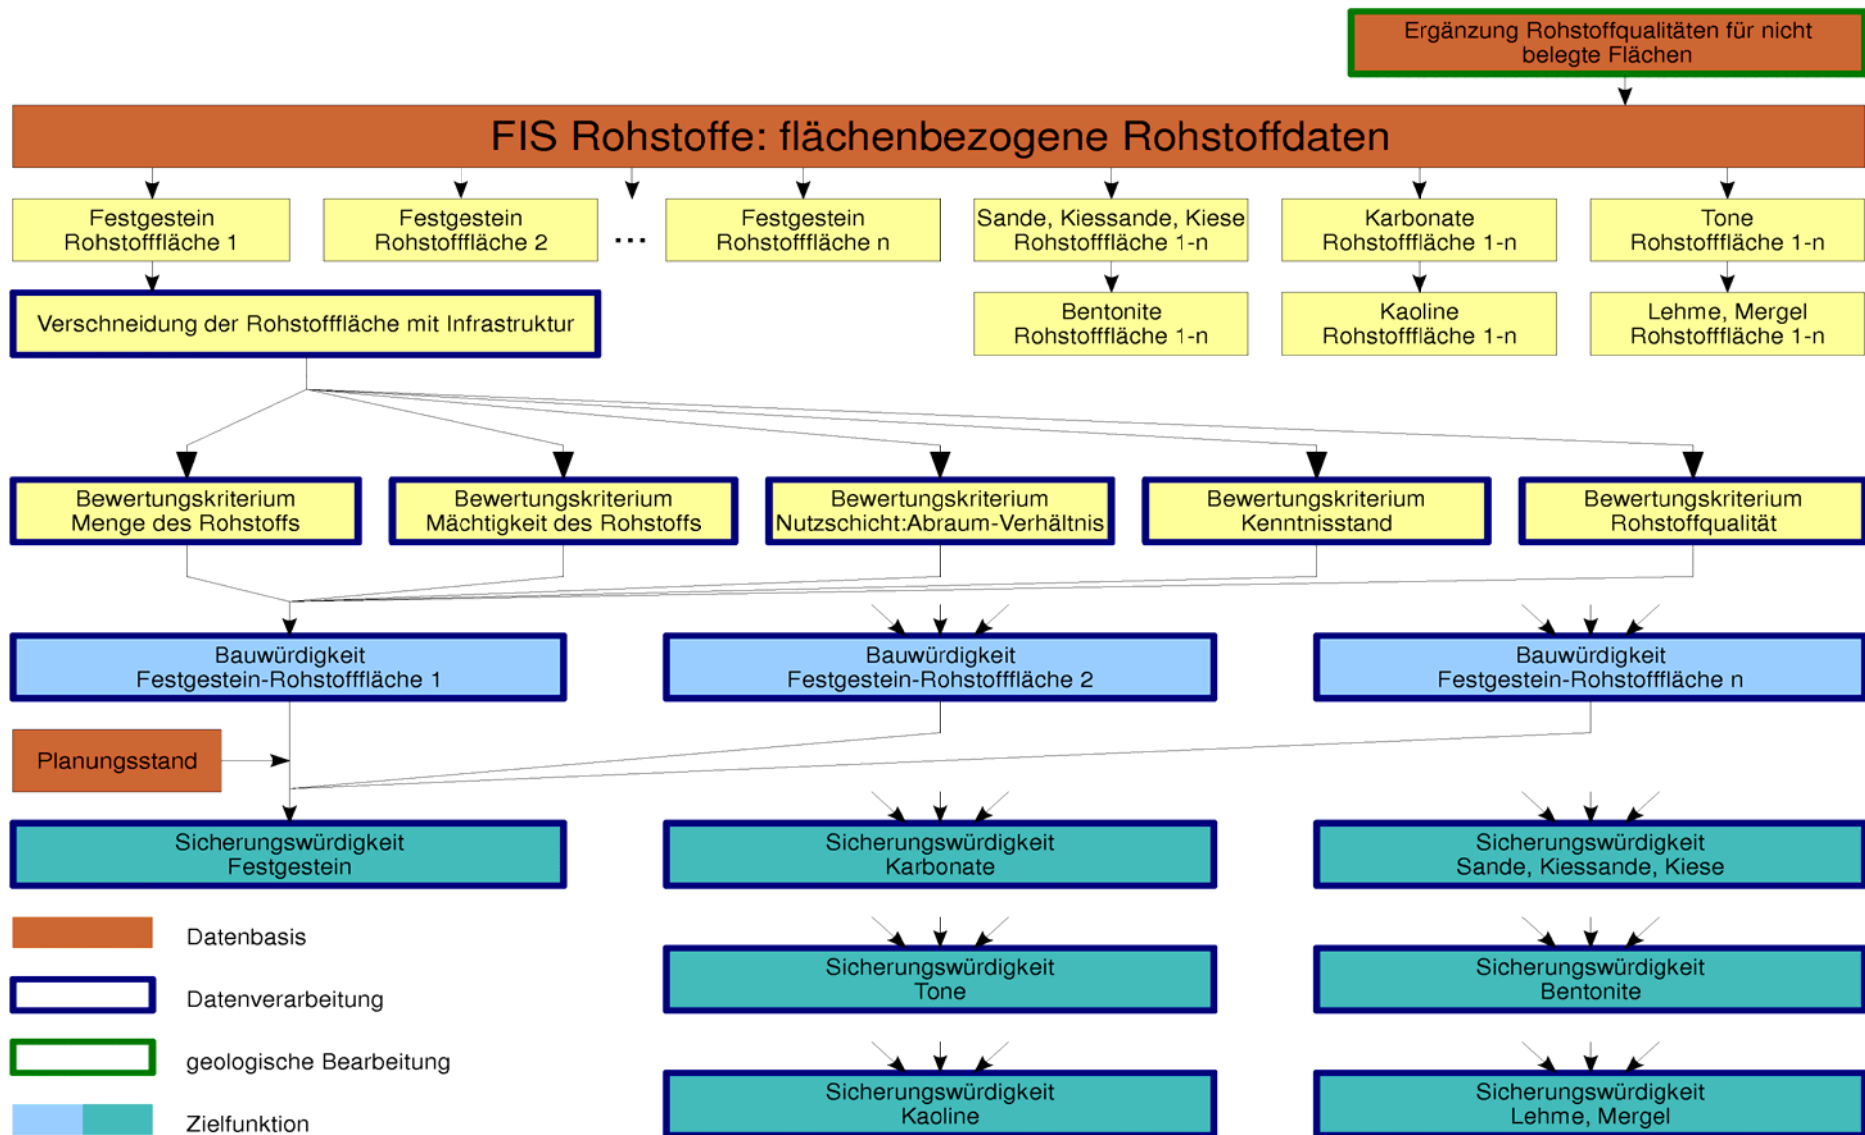 Ergänzung Rohstoffqualitäten für nicht
belegte Flächen
FIS Rohstoffe: flächenbezogene Rohstoffdaten
Festgestein
Rohstofffläche 1
Festgestein
Rohstofffläche 2
...
Festgestein
Rohstofffläche n
Sande, Kiessande, Kiese
Rohstofffläche 1-n
Karbonate
Rohstofffläche 1-n
Tone
Rohstofffläche 1-n
Verschneidung der Rohstofffläche mit Infrastruktur
Bentonite
Rohstofffläche 1-n
Kaoline
Rohstofffläche 1-n
Lehme, Mergel
Rohstofffläche 1-n
Bewertungskriterium
Menge des Rohstoffs
Bewertungskriterium
Mächtigkeit des Rohstoffs
Bewertungskriterium
Nutzschicht:Abraum-Verhältnis
Bewertungskriterium
Kenntnisstand
Bewertungskriterium
Rohstoffqualität
Bauwürdigkeit
Festgestein-Rohstofffläche 1
Bauwürdigkeit
Festgestein-Rohstofffläche 2
Bauwürdigkeit
Festgestein-Rohstofffläche n
Planungsstand
Sicherungswürdigkeit
Festgestein
Sicherungswürdigkeit
Karbonate
Sicherungswürdigkeit
Sande, Kiessande, Kiese
Datenbasis
Sicherungswürdigkeit
Tone
Sicherungswürdigkeit
Bentonite
Datenverarbeitung
geologische Bearbeitung
Sicherungswürdigkeit
Kaoline
Sicherungswürdigkeit
Lehme, Mergel
Zielfunktion